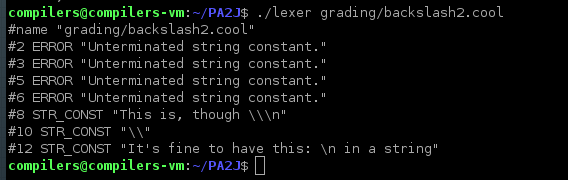 compilers@compilers-vm:~/PA2J$ ./lexer grading/backslash2.cool
#name "grading/backslash2.cool"
#2 ERROR "Unterminated string constant."
#3 ERROR "Unterminated string constant."
#5 ERROR "Unterminated string constant."
#6 ERROR "Unterminated string constant."
#8 STR_CONST "This is, though \\\n"
#10 STR_CONST "\\"
#12 STR_CONST "It's fine to have this: \n in a string"
compilers@compilers-vm:~/PA2J$